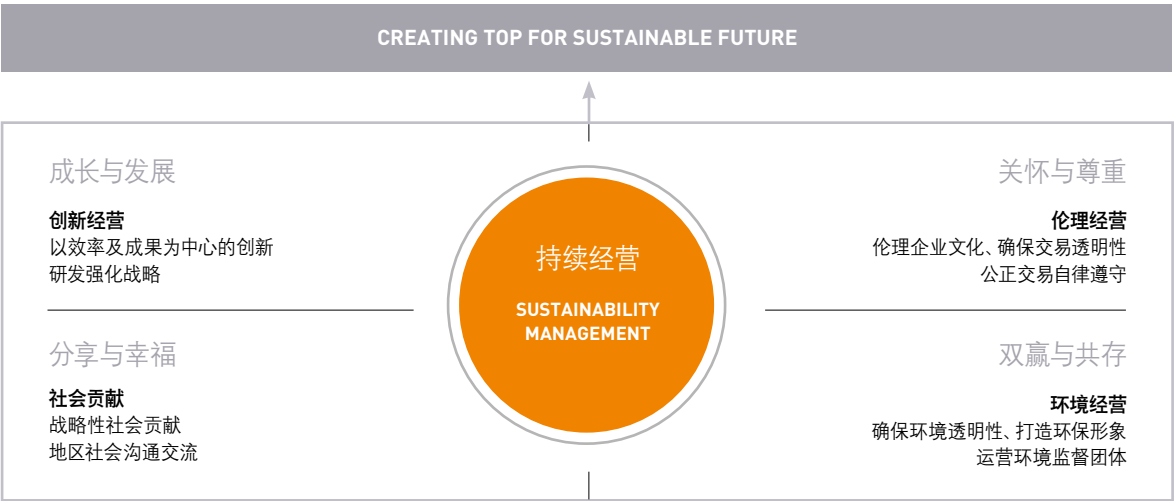 CREATING TOP FOR SUSTAINABLE FUTURE
成长与发展
创新经营
以效率及成果为中心的创新
研发强化战略
关怀与尊重
伦理经营
伦理企业文化、确保交易透明性
公正交易自律遵守
持续经营
SUSTAINABILITY
MANAGEMENT
分享与幸福
社会贡献
战略性社会贡献
地区社会沟通交流
双赢与共存
环境经营
确保环境透明性、打造环保形象
运营环境监督团体